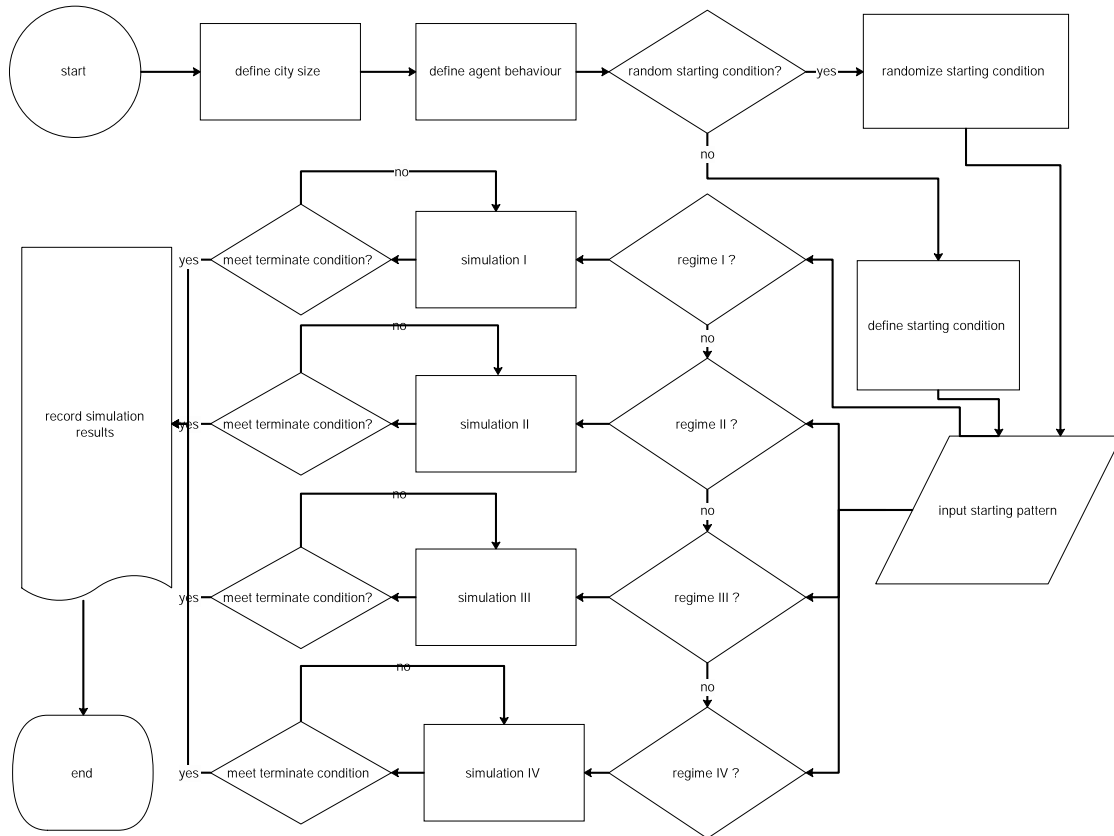 start
define city size
define agent behaviour
random starting condition?
yes
randomize starting condition
no
no
yes
meet terminate condition?
simulation I
regime I ?
define starting condition
no
no
record simulation
results
yes
meet terminate condition?
simulation II
regime II ?
no
no
input starting pattern
yes
meet terminate condition?
simulation III
regime III ?
no
no
end
yes
meet terminate condition
simulation IV
regime IV ?